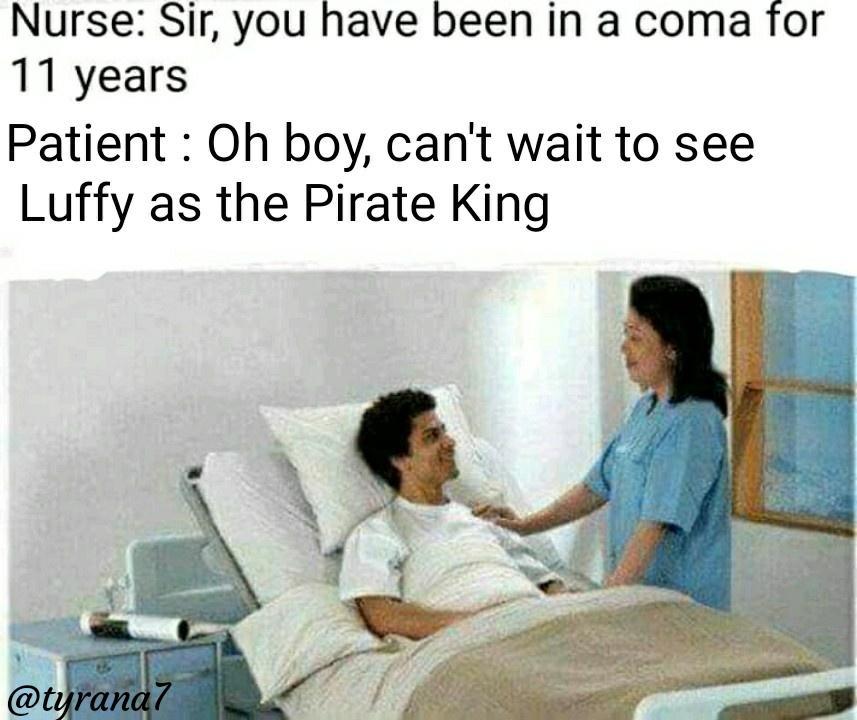 Nurse: Sir, you have been in a coma for
11 years
Patient : Oh boy, can't wait to see
Luffy as the Pirate King
@tyrana7